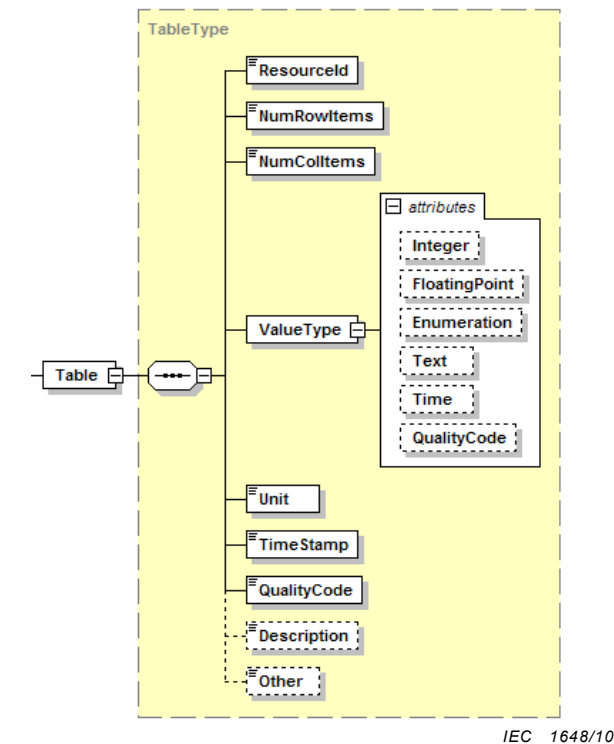 TableType
ResourceId
NumRowItems
NumColItems
attributes
Integer
FloatingPoint
ValueType
Enumeration
Text
Table
Time
QualityCode
Unit
TimeStamp
QualityCode
Description
Other
IEC 1648/10